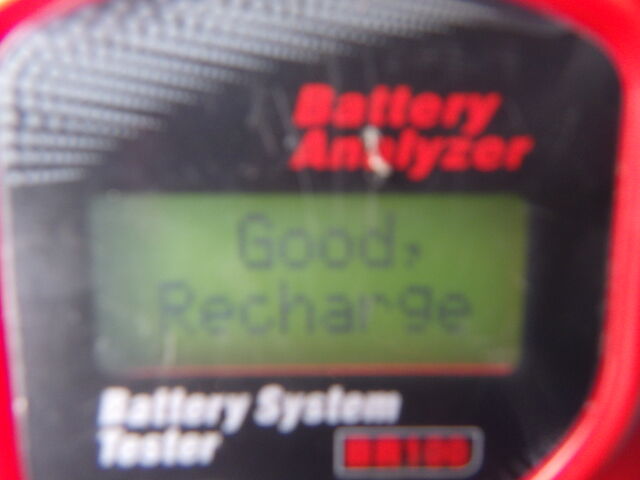 Battery
Analyzer
Good,
Recharge
Battery System
Tester